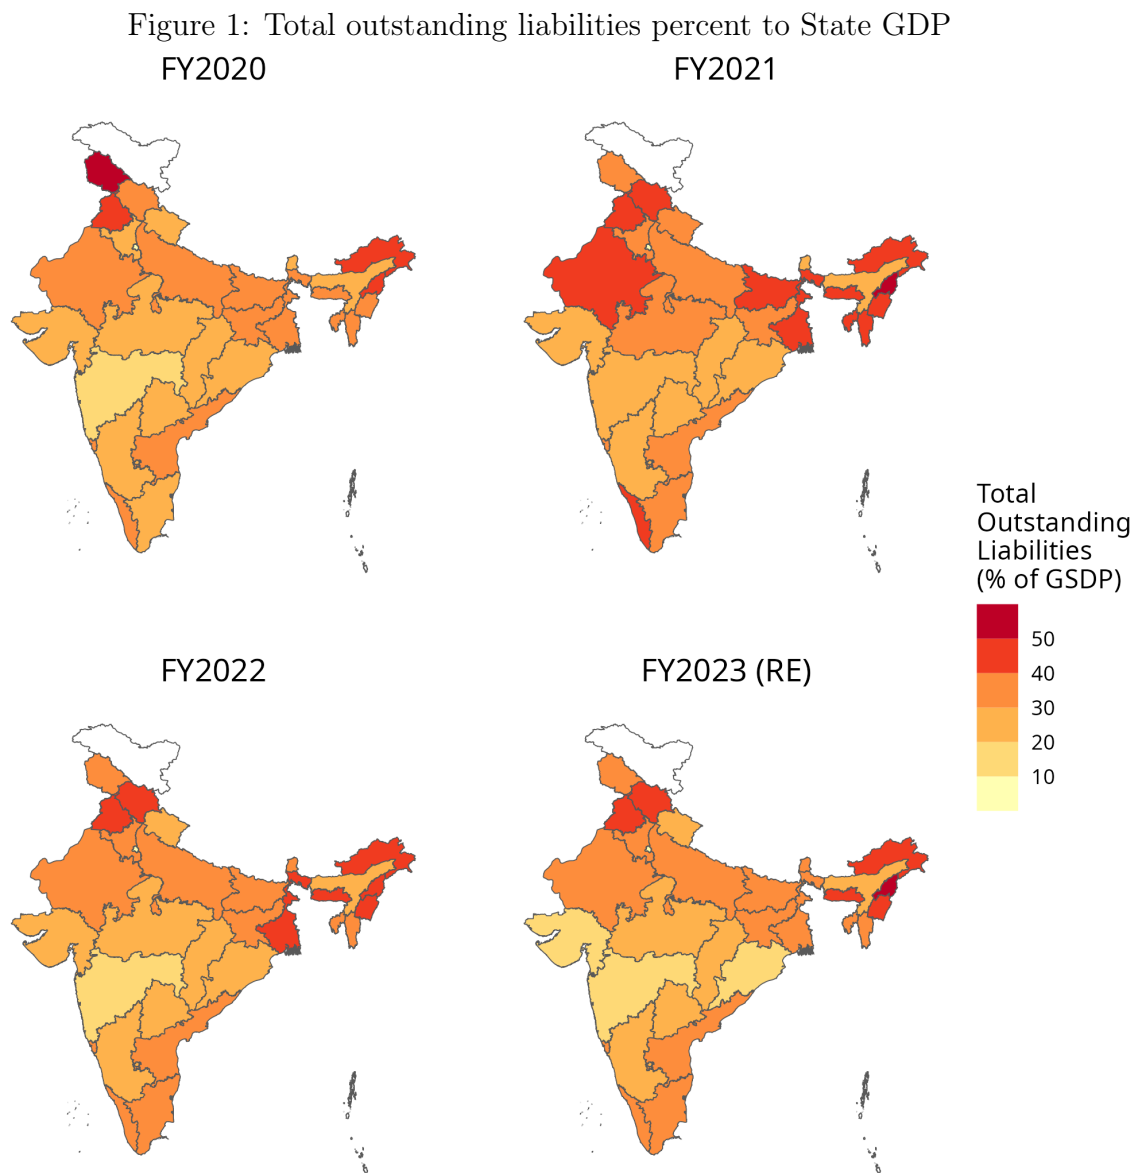 Figure 1: Total outstanding liabilities percent to State GDP
FY2020
FY2021
Total
Outstanding
Liabilities
(% of GSDP)
50
40
30
20
10
FY2022
FY2023 (RE)